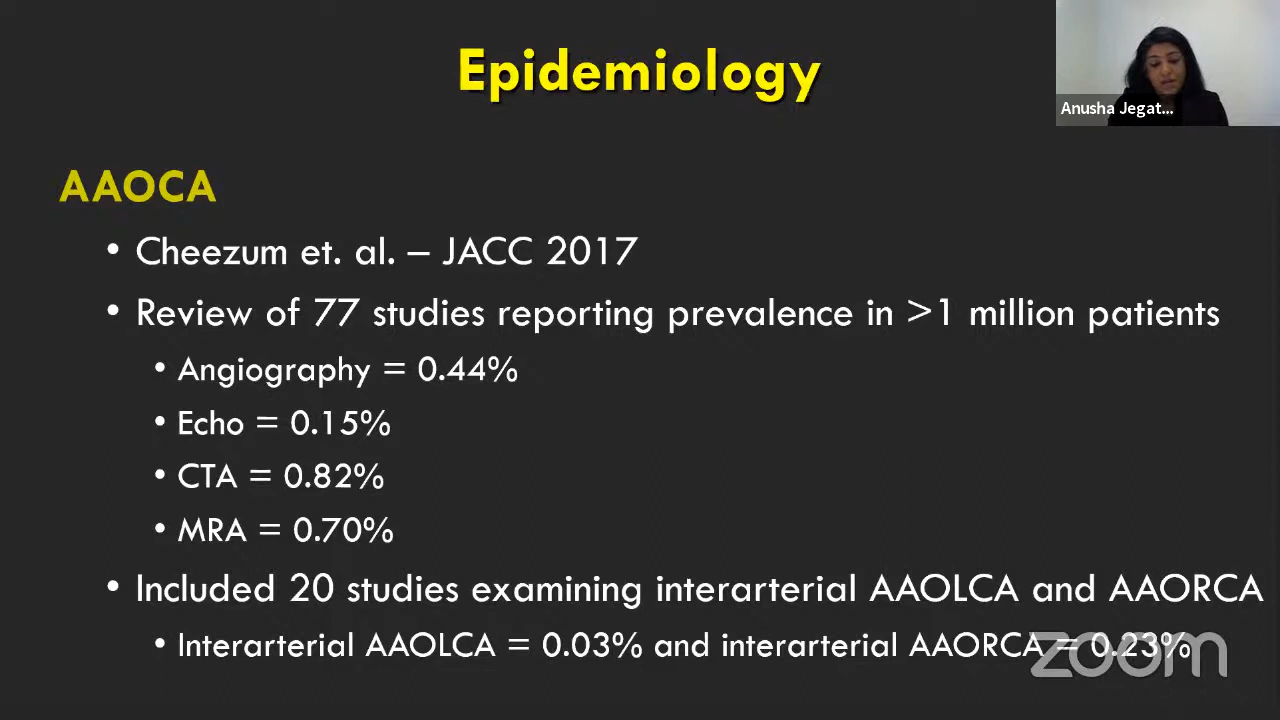 Epidemiology
Anusha Jegat...
AAOCA
• Cheezum et. al. – JACC 2017
• Review of 77 studies reporting prevalence in >1 million patients
• Angiography = 0.44%
• Echo = 0.15%
• CTA = 0.82%
• MRA = 0.70%
• Included 20 studies examining interarterial AAOLCA and AAORCA
• Interarterial AAOLCA = 0.03% and interarterial AAORCA = 0.23%
zoom